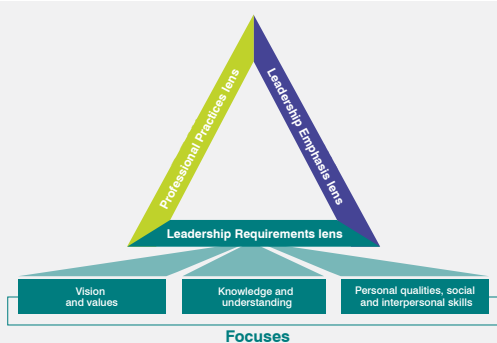 Professional Practices lens
Leadership Emphasis lens
Leadership Requirements lens
Vision
and values
Knowledge and
understanding
Personal qualities, social
and interpersonal skills
Focuses